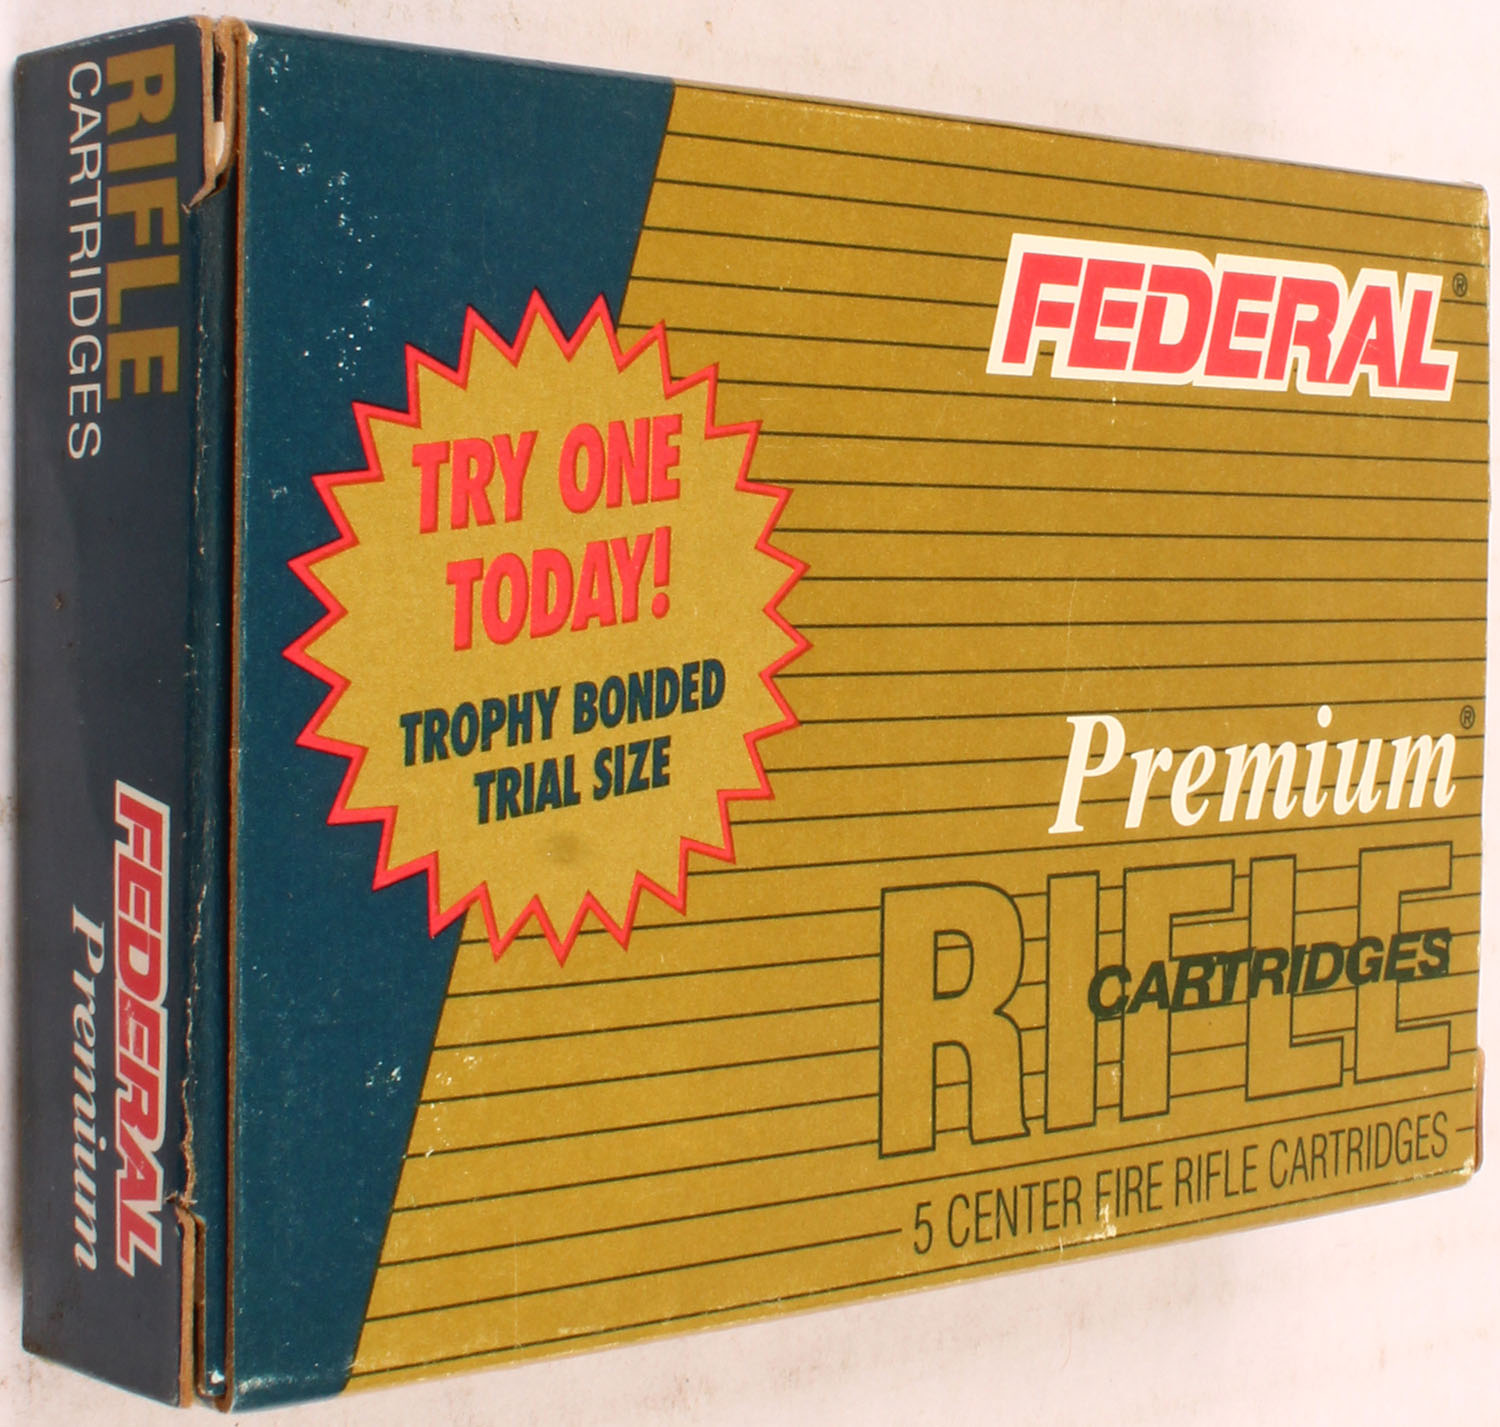 RIFLE
CARTRIDGES
FEDERAL
Premium
FEDERAL®
TRY ONE
TODAY!
TROPHY BONDED
TRIAL SIZE
Premium®
RIFLE
CARTRIDGES
5 CENTER FIRE RIFLE CARTRIDGES